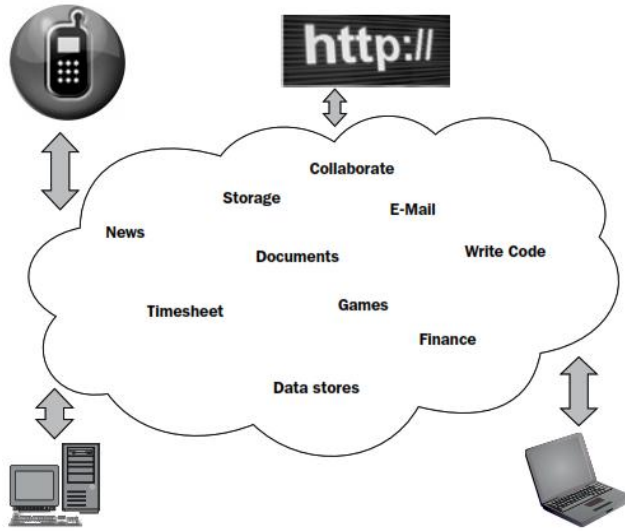 http://
Collaborate
Storage
E-Mail
News
Documents
Write Code
Timesheet
Games
Finance
Data stores